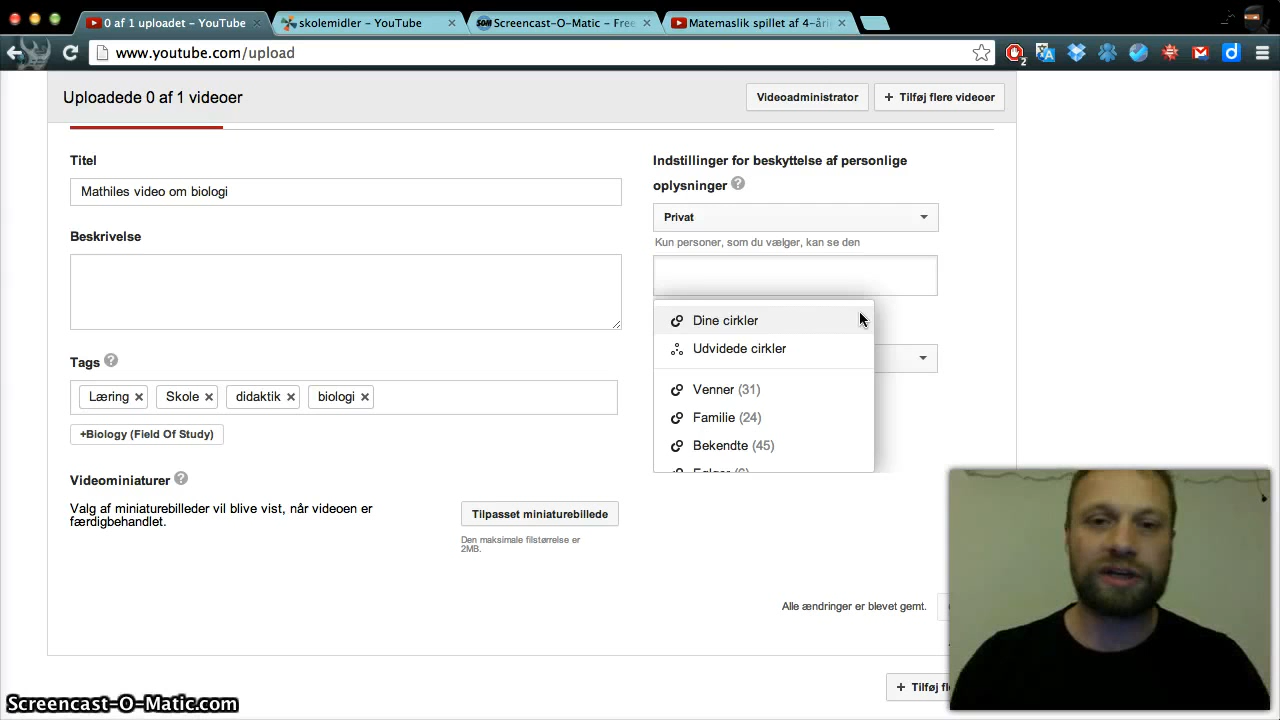 0 af 1 uploadet - YouTube
skolemidler - YouTube
SOM Screencast-O-Matic - Free
Matemaslik spillet af 4-åri
www.youtube.com/upload
2
Uploadede 0 af 1 videoer
Videoadministrator
+ Tilføj flere videoer
Titel
Mathiles video om biologi
Beskrivelse
Tags
Læring × Skole × didaktik × biologi ×
+Biology (Field Of Study)
Videominiaturer
Valg af miniaturebilleder vil blive vist, når videoen er
færdigbehandlet.
Tilpasset miniaturebillede
Den maksimale filstørrelse er
2MB.
Indstillinger for beskyttelse af personlige
oplysninger
Privat
Kun personer, som du vælger, kan se den
Dine cirkler
Udvidede cirkler
Venner (31)
Familie (24)
Bekendte (45)
Alle ændringer er blevet gemt.
+ Tilføj fle
Screencast-O-Matic.com